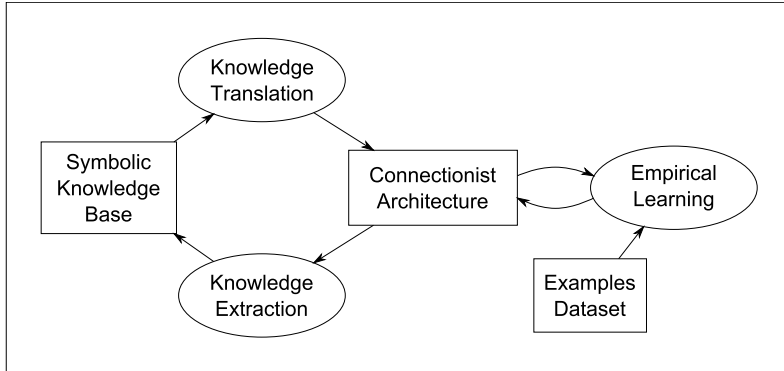 Knowledge
Translation
Symbolic
Knowledge
Base
Connectionist
Architecture
Empirical
Learning
Knowledge
Extraction
Examples
Dataset